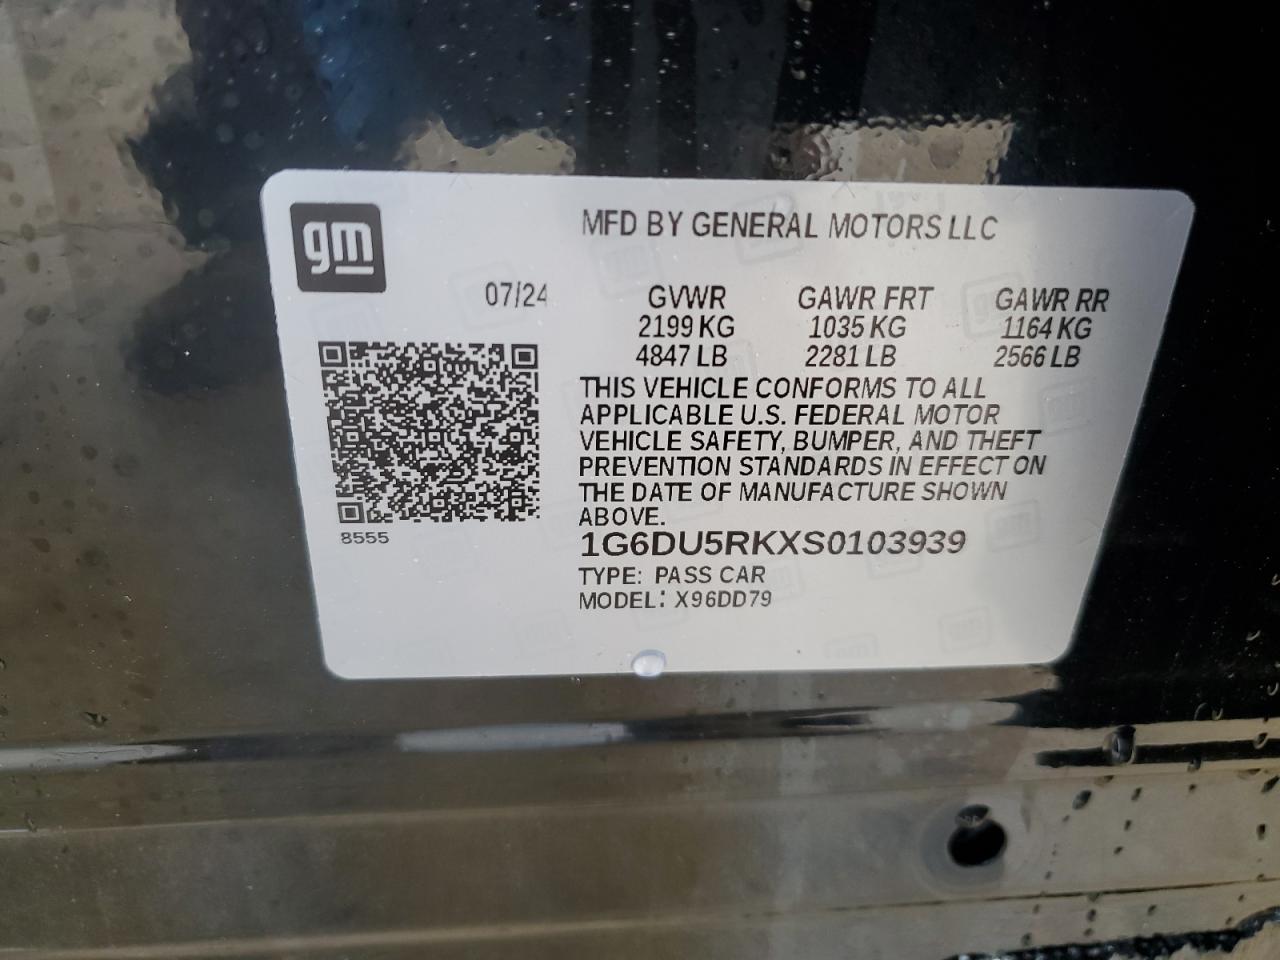 gm
MFD BY GENERAL MOTORS LLC
07/24
GVWR GAWR FRT GAWR RR
2199 KG 1035 KG 1164 KG
4847 LB 2281 LB 2566 LB
THIS VEHICLE CONFORMS TO ALL
APPLICABLE U.S. FEDERAL MOTOR
VEHICLE SAFETY, BUMPER, AND THEFT
PREVENTION STANDARDS IN EFFECT ON
THE DATE OF MANUFACTURE SHOWN
ABOVE.
8555
1G6DU5RKXS0103939
TYPE: PASS CAR
MODEL: X96DD79